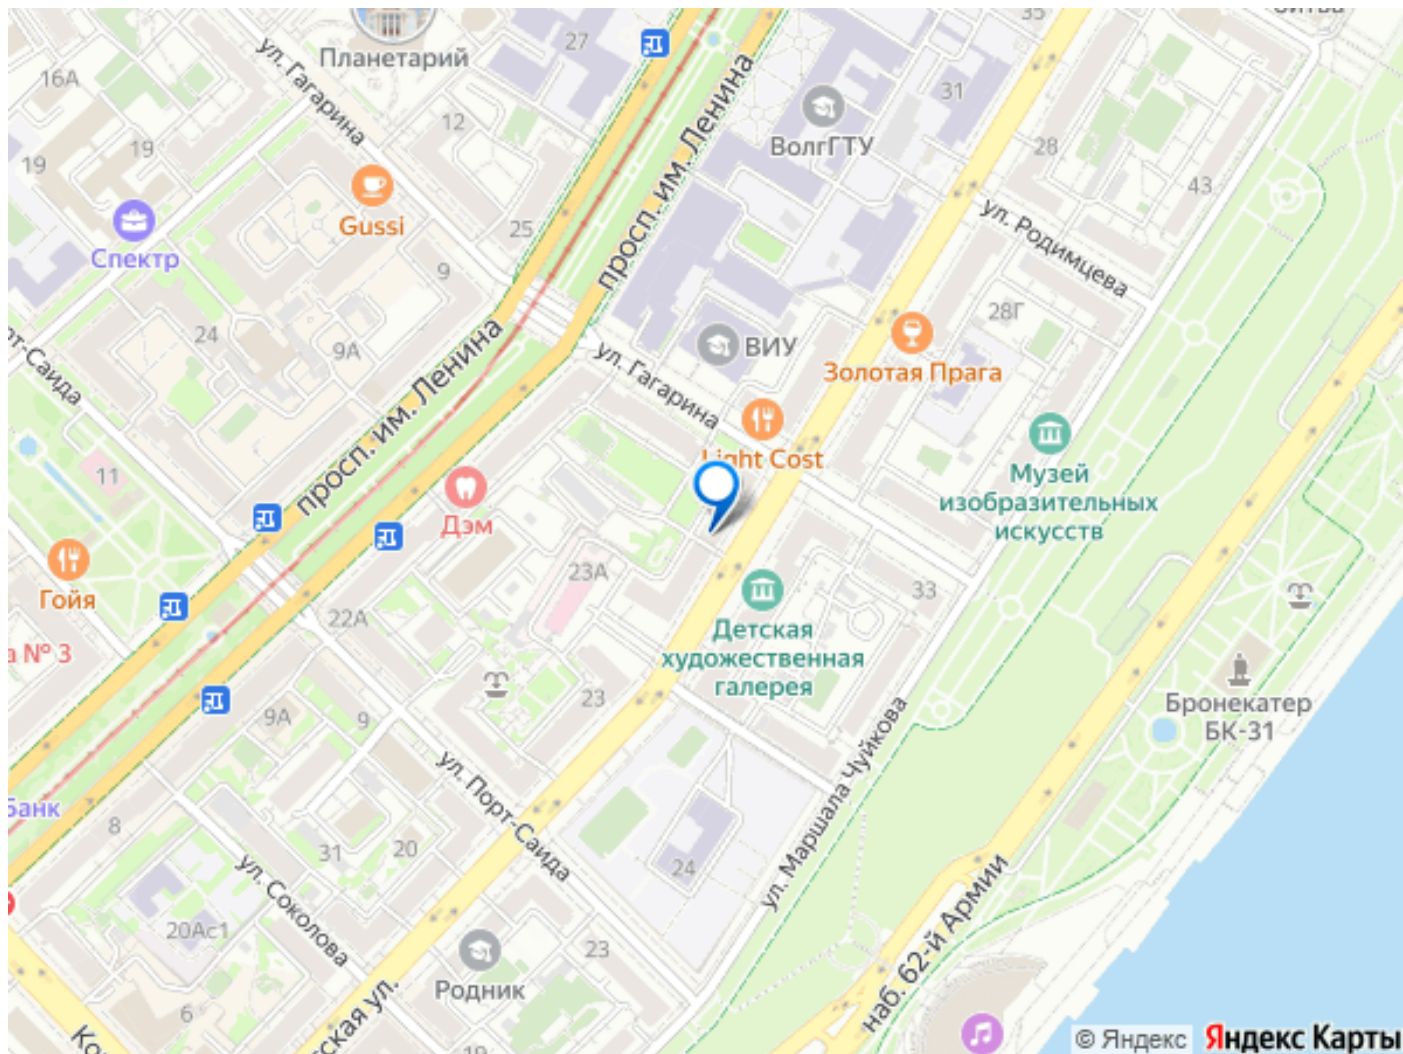 35
Планетарий
27
просп. им. Ленина
ул. Гагарина
16А
12
31
ВолгГТУ
28
19
19
43
Gussi
25
ул. Родимцева
Спектр
9
24
9А
28Г
ВИУ
Золотая Прага
просп. им. Ленина
ул. Гагарина
Light Cost
11
Музей
изобразительных
искусств
Дэм
Гойя
23А
33
22А
Детская
художественная
галерея
№ 3
23
9А
9
Бронекатер
БК-31
ул. Порт-Саида
ул. Маршала Чуйкова
Банк
8
31
20
24
ул. Соколова
наб. 62-й Армии
20Ас1
23
Родник
6
© Яндекс Яндекс Карты